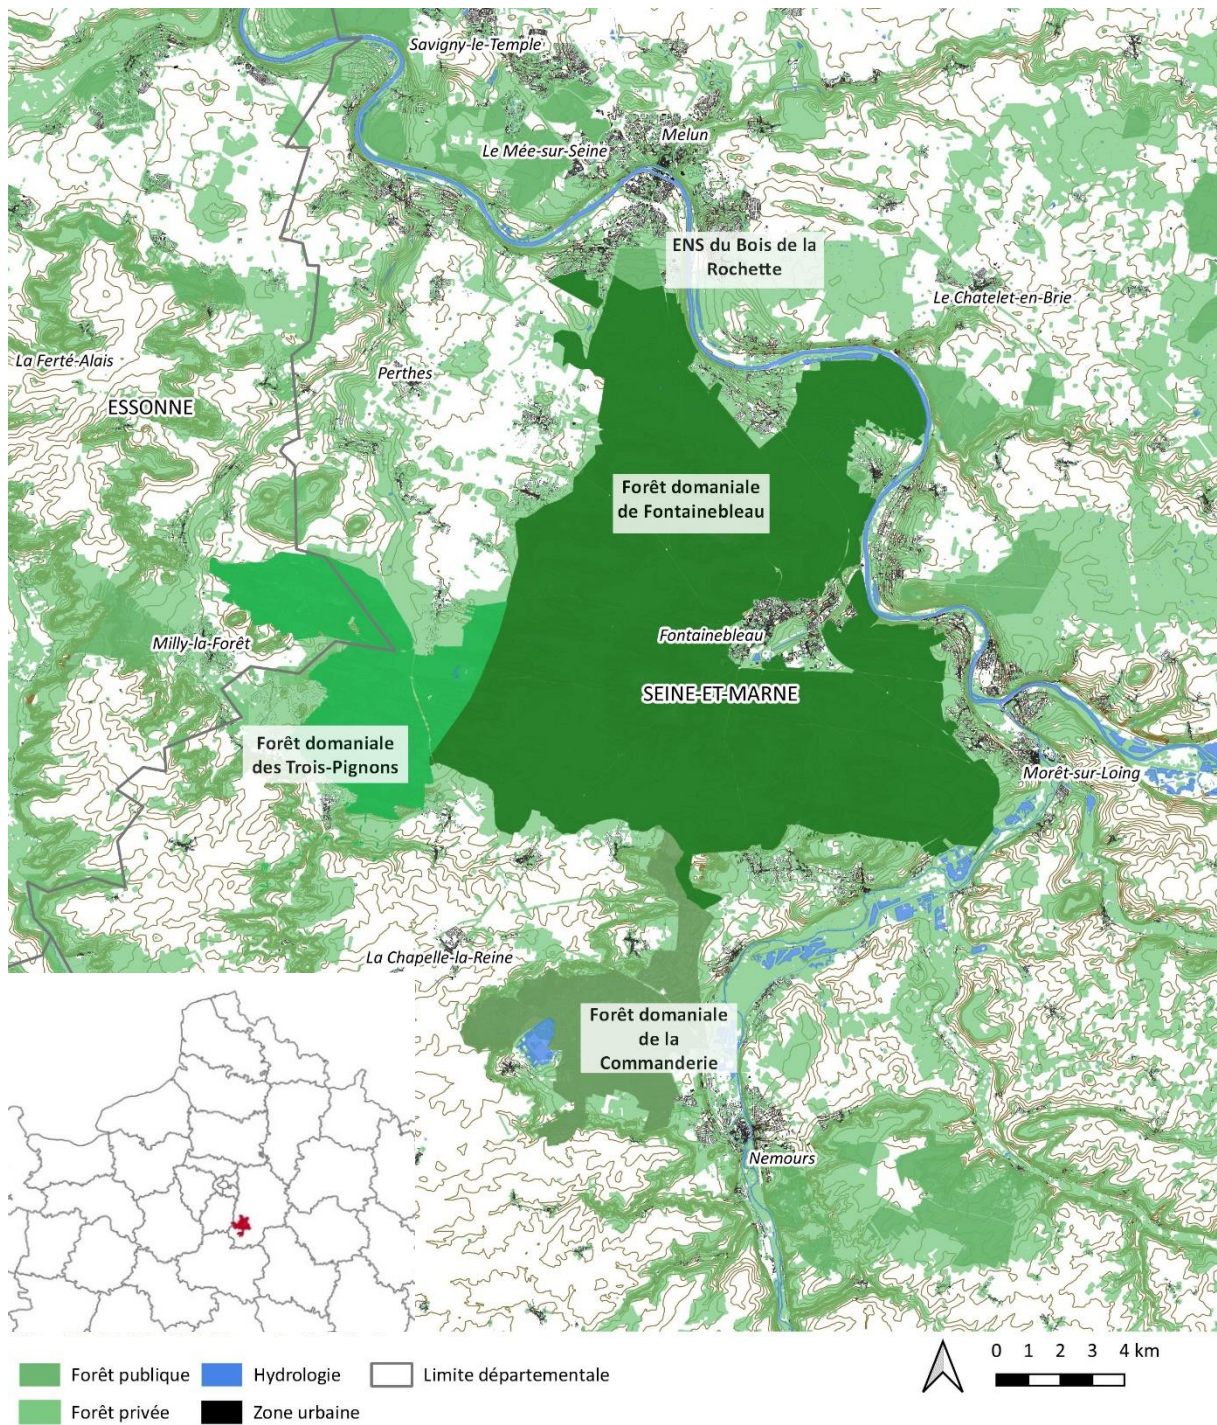 Savigny-le-Temple
Melun
Le Mée-sur-Seine
ENS du Bois de la
Rochette
Le Chatelet-en-Brie
La Ferté-Alais
Perthes
ESSONNE
Forêt domaniale
de Fontainebleau
Fontainebleau
Milly-la-Forêt
SEINE-ET-MARNE
Forêt domaniale
des Trois-Pignons
Morêt-sur-Loing
La Chapelle-la-Reine
Forêt domaniale
de la
Commanderie
Nemours
0 1 2 3 4 km
Forêt publique
Hydrologie
Limite départementale
Forêt privée
Zone urbaine